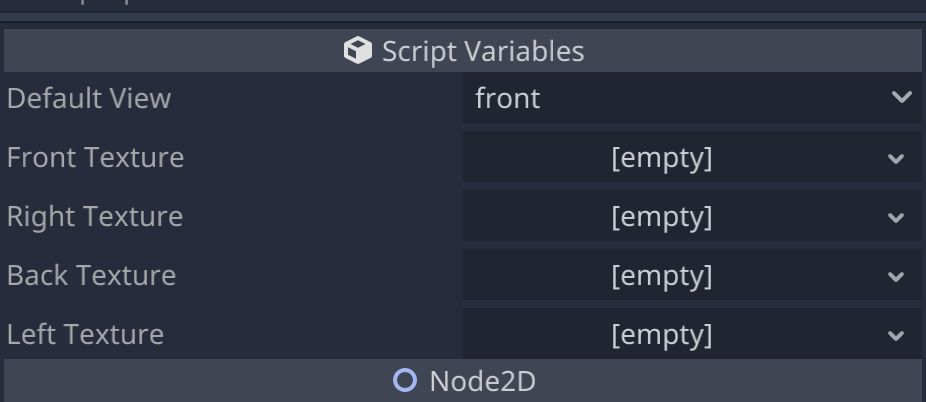 Script Variables
Default View front
Front Texture [empty]
Right Texture [empty]
Back Texture [empty]
Left Texture [empty]
Node2D